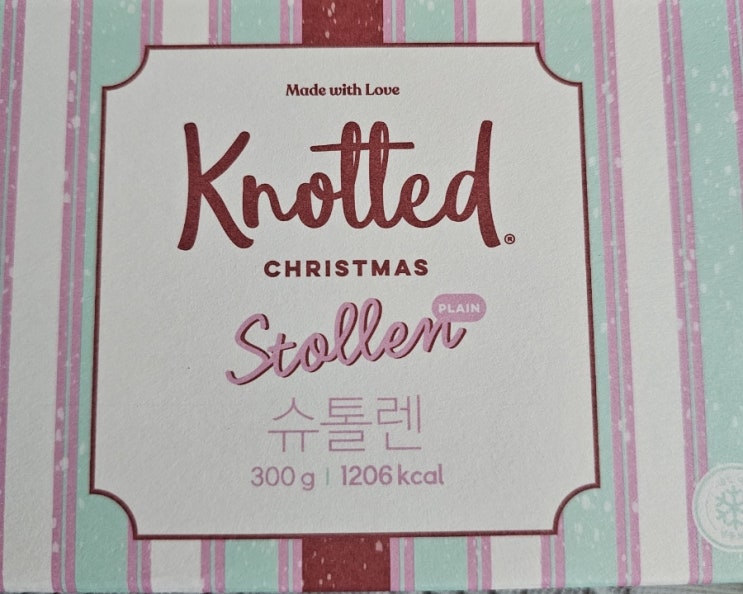 Made with Love
Knotted®
CHRISTMAS
Stollen PLAIN
슈톨렌
300 g | 1206 kcal